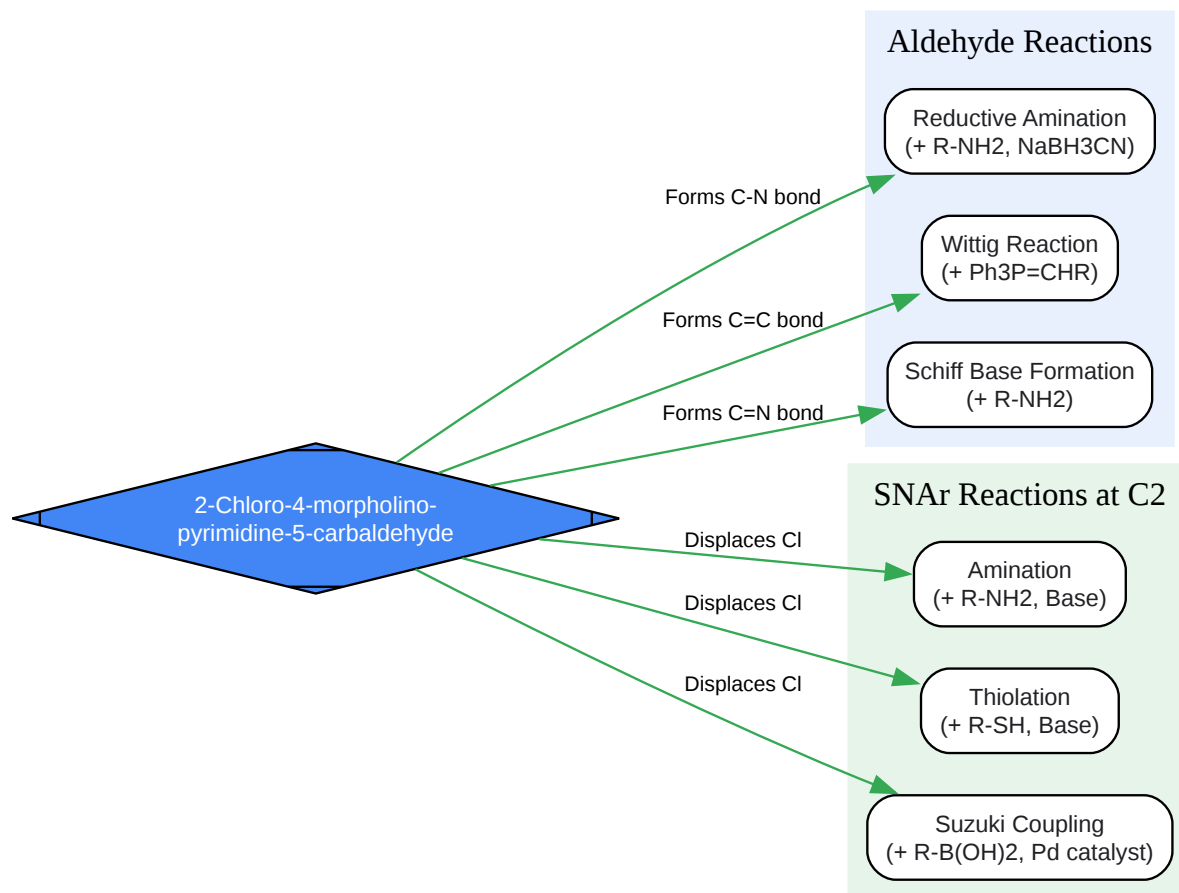 Aldehyde Reactions
Reductive Amination
(+ R-NH2, NaBH3CN)
Forms C-N bond
Wittig Reaction
(+ Ph3P=CHR)
Forms C=C bond
Schiff Base Formation
(+ R-NH2)
Forms C=N bond
2-Chloro-4-morpholino-
pyrimidine-5-carbaldehyde
SNAr Reactions at C2
Displaces Cl
Amination
(+ R-NH2, Base)
Displaces Cl
Thiolation
(+ R-SH, Base)
Displaces Cl
Suzuki Coupling
(+ R-B(OH)2, Pd catalyst)